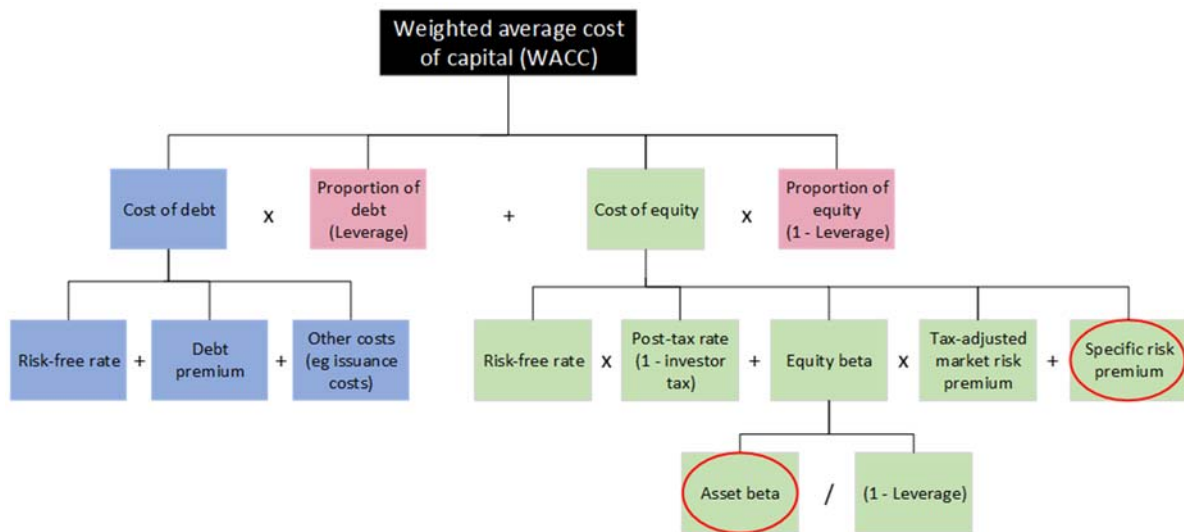 Weighted average cost
of capital (WACC)
Cost of debt
x
Proportion of
debt
(Leverage)
+
Cost of equity
x
Proportion of
equity
(1 - Leverage)
Risk-free rate
+
Debt
premium
+
Other costs
(eg issuance
costs)
Risk-free rate
x
Post-tax rate
(1 - investor
tax)
+
Equity beta
x
Tax-adjusted
market risk
premium
+
Specific risk
premium
Asset beta
/
(1 - Leverage)